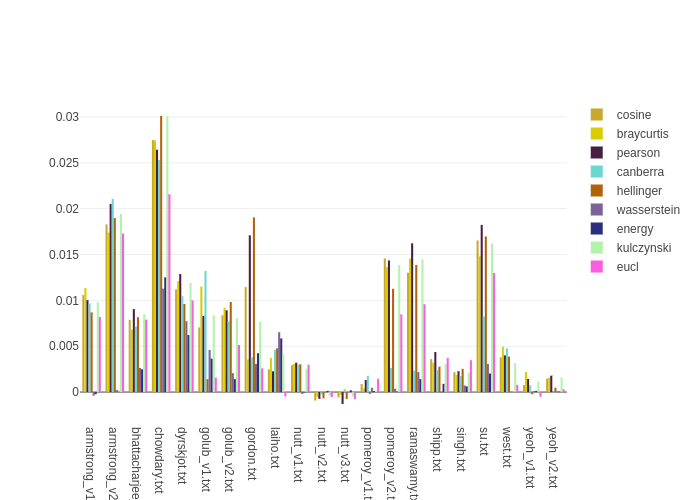 0.03
0.025
0.02
0.015
0.01
0.005
0
armstrong_v1
armstrong_v2
bhattacharjee
chowdary.txt
dyrskjot.txt
golub_v1.txt
golub_v2.txt
gordon.txt
laiho.txt
nutt_v1.txt
nutt_v2.txt
nutt_v3.txt
pomeroy_v1.t
pomeroy_v2.t
ramaswamy.t
shipp.txt
singh.txt
su.txt
west.txt
yeoh_v1.txt
yeoh_v2.txt
cosine
braycurtis
pearson
canberra
hellinger
wasserstein
energy
kulczynski
eucl